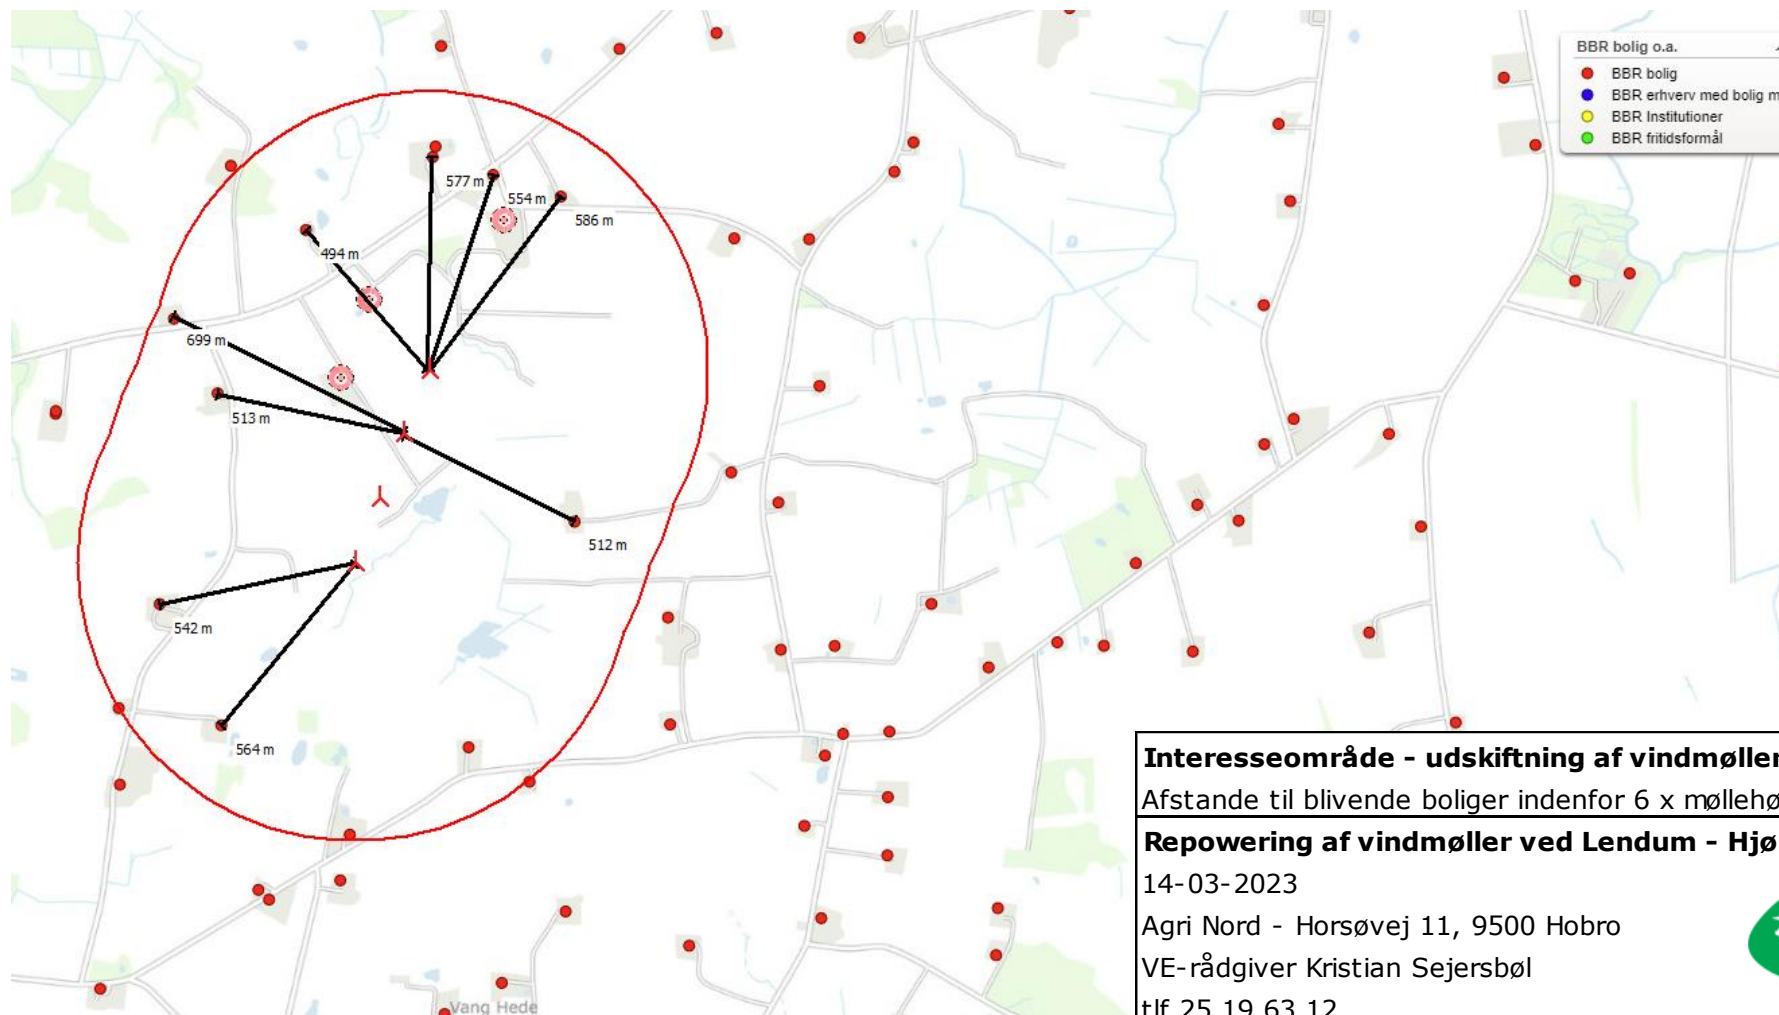 BBR bolig o.a.
BBR bolig
BBR erhverv med bolig m
BBR Institutioner
BBR fritidsformål
577 m
554 m
586 m
494 m
699 m
513 m
512 m
542 m
564 m
Vang Hede
Interesseområde - udskiftning af vindmøller
Afstande til blivende boliger indenfor 6 x møllehø
Repowering af vindmøller ved Lendum - Hjø
14-03-2023
Agri Nord - Horsøvej 11, 9500 Hobro
VE-rådgiver Kristian Sejersbøl
tlf 25 19 63 12